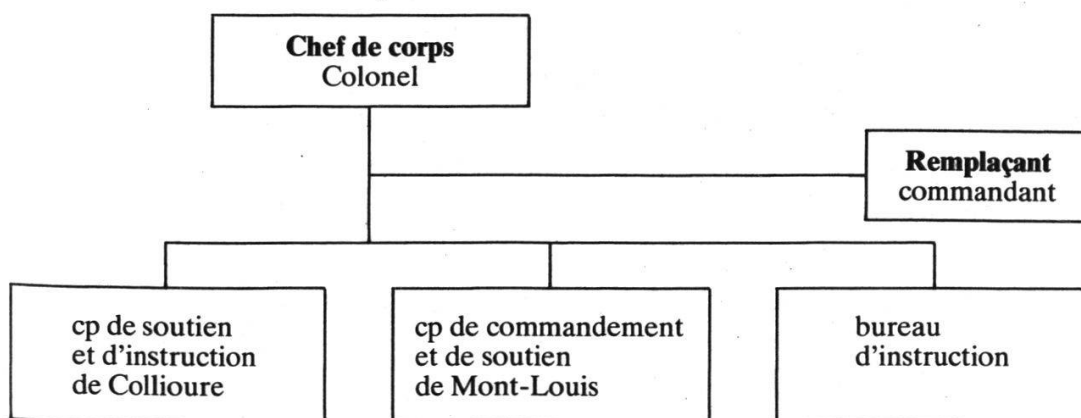 Chef de corps
Colonel
Remplaçant
commandant
cp de soutien
et d'instruction
de Collioure
cp de commandement
et de soutien
de Mont-Louis
bureau
d'instruction